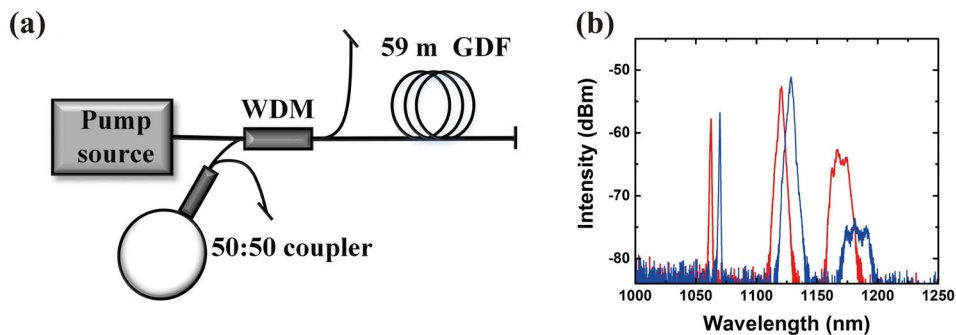 (a)
59 m GDF
WDM
Pump
source
50:50 coupler
(b)
Intensity (dBm)
-50
-60
-70
-80
1000 1050 1100 1150 1200 1250
Wavelength (nm)